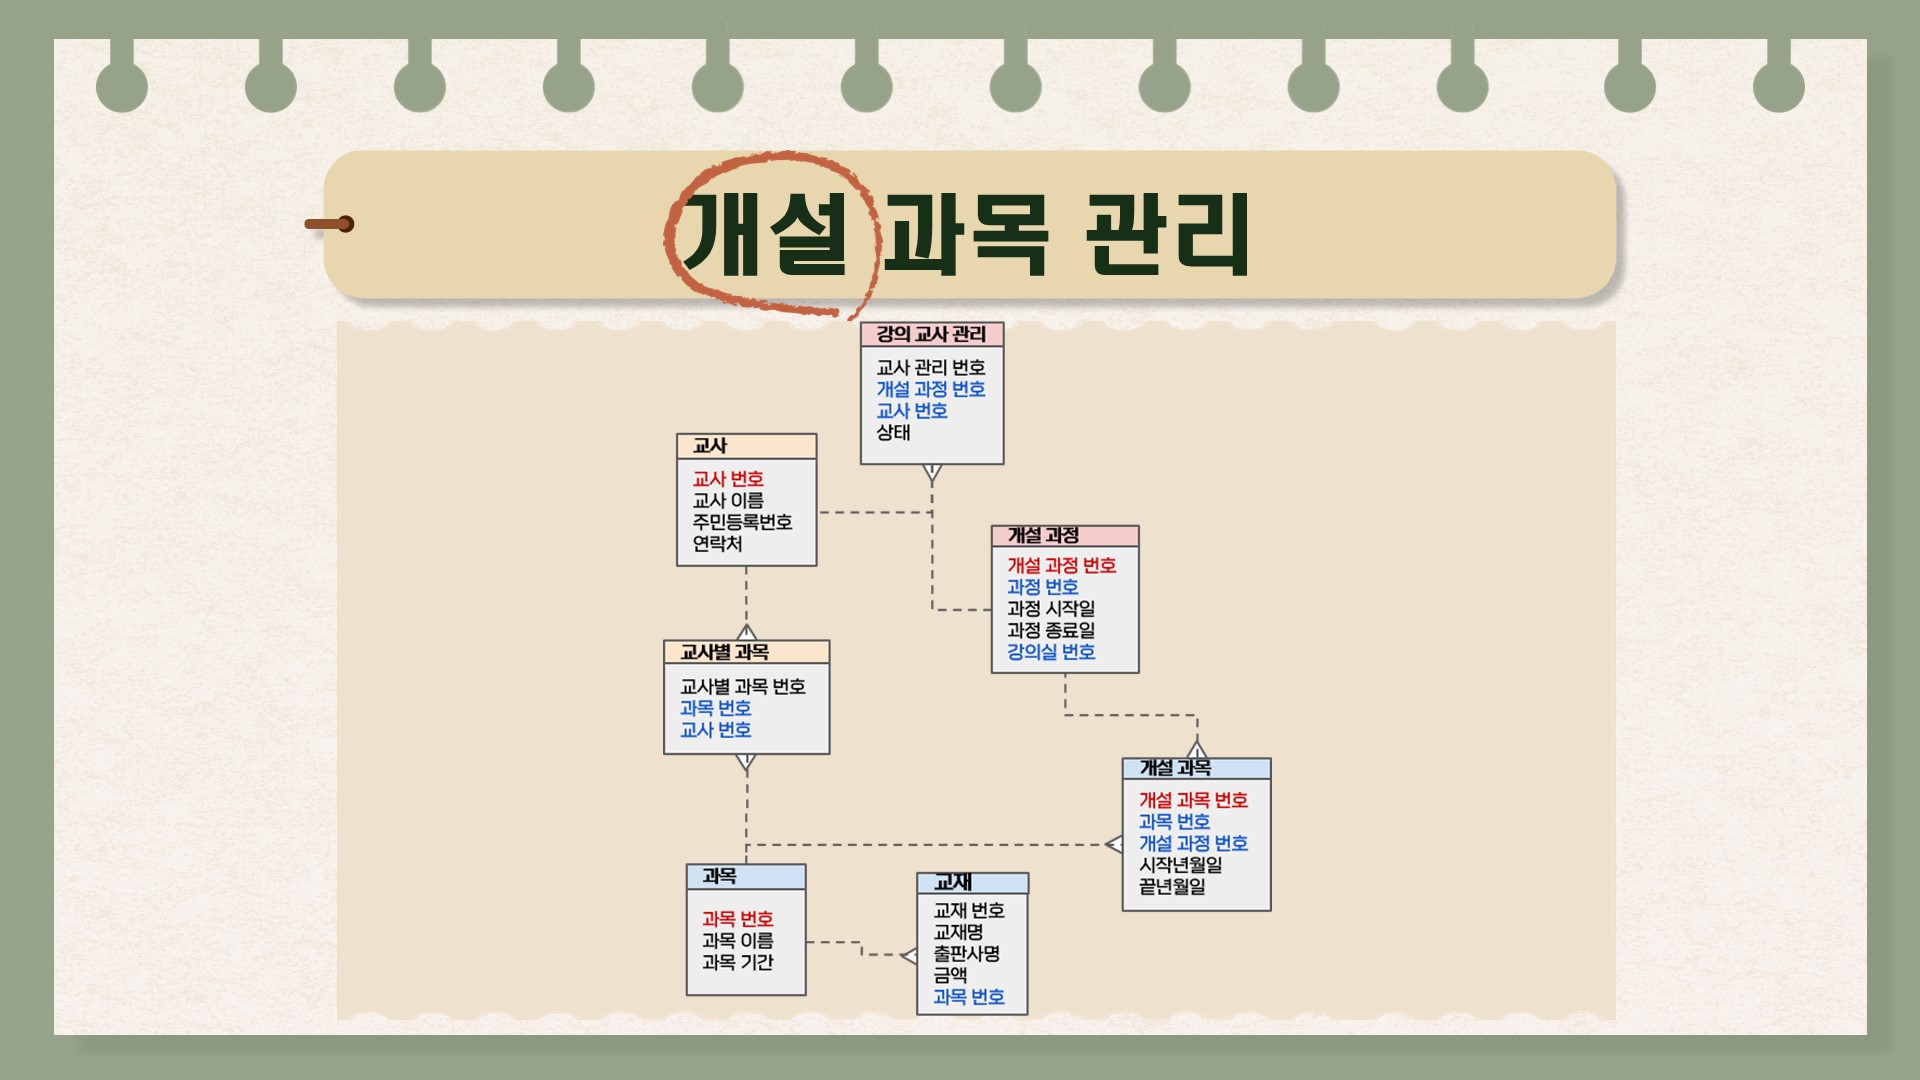 개설 과목 관리
강의 교사 관리
교사 관리 번호
개설 과정 번호
교사 번호
상태
교사
교사 번호
교사 이름
주민등록번호
연락처
개설 과정
개설 과정 번호
과정 번호
과정 시작일
과정 종료일
강의실 번호
교사별 과목
교사별 과목 번호
과목 번호
교사 번호
개설 과목
개설 과목 번호
과목 번호
개설 과정 번호
시작년월일
끝년월일
과목
과목 번호
과목 이름
과목 기간
교재
교재 번호
교재명
출판사명
금액
과목 번호